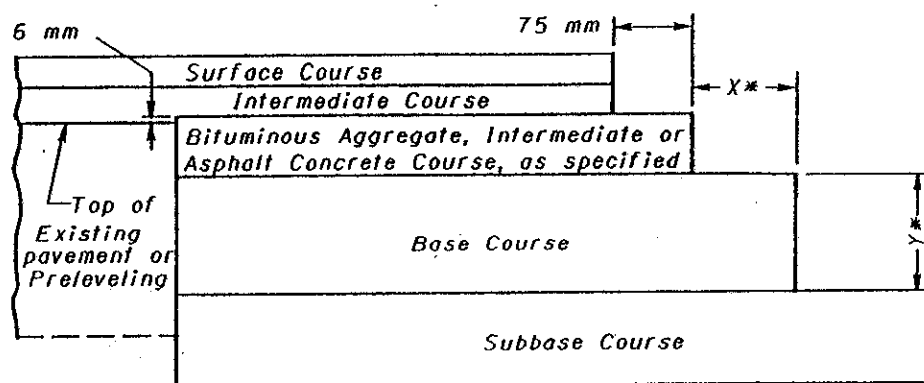 6 mm
75 mm
Surface Course
X*
Intermediate Course
Bituminous Aggregate, Intermediate or
Asphalt Concrete Course, as specified
Top of
Existing
pavement or
Preleveling
Base Course
Y*
Subbase Course